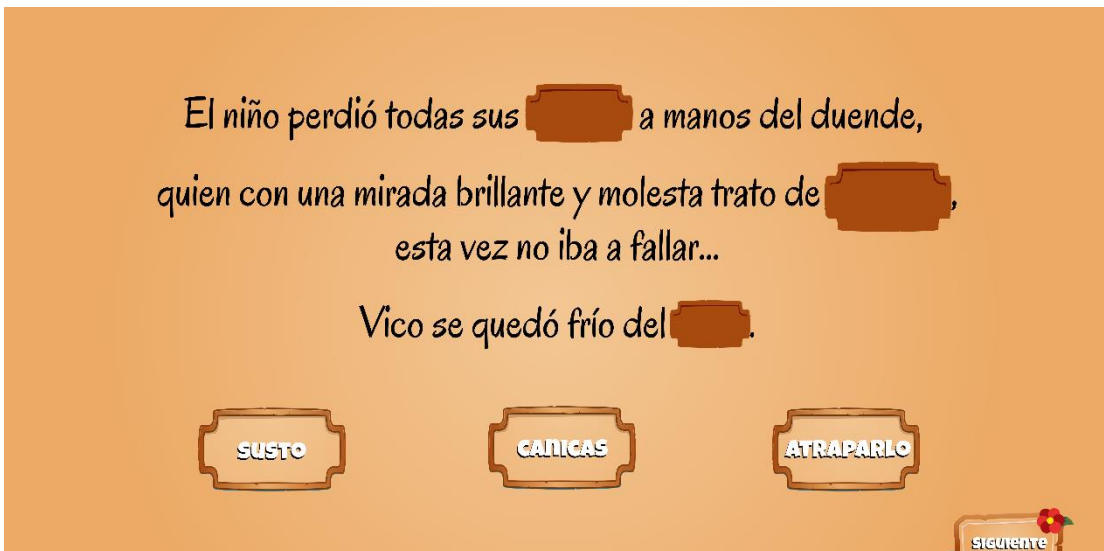 El niño perdió todas sus a manos del duende,
quien con una mirada brillante y molesta trato de ,
esta vez no iba a fallar...
Vico se quedó frío del .
SUSTO
CANICAS
ATRAPARLO
SIGUIENTE